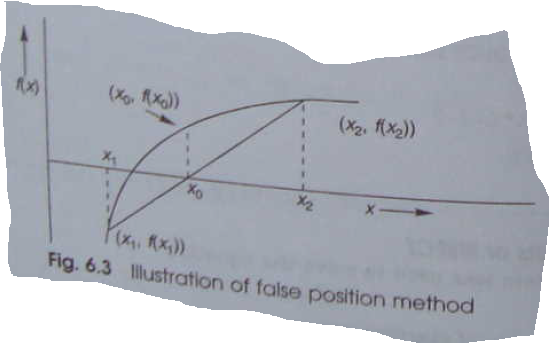 f(x)
(x₀, f(x₀))
(x₂, f(x₂))
x₁
x₀
x₂
x
(x₁, f(x₁))
Fig. 6.3 Illustration of false position method